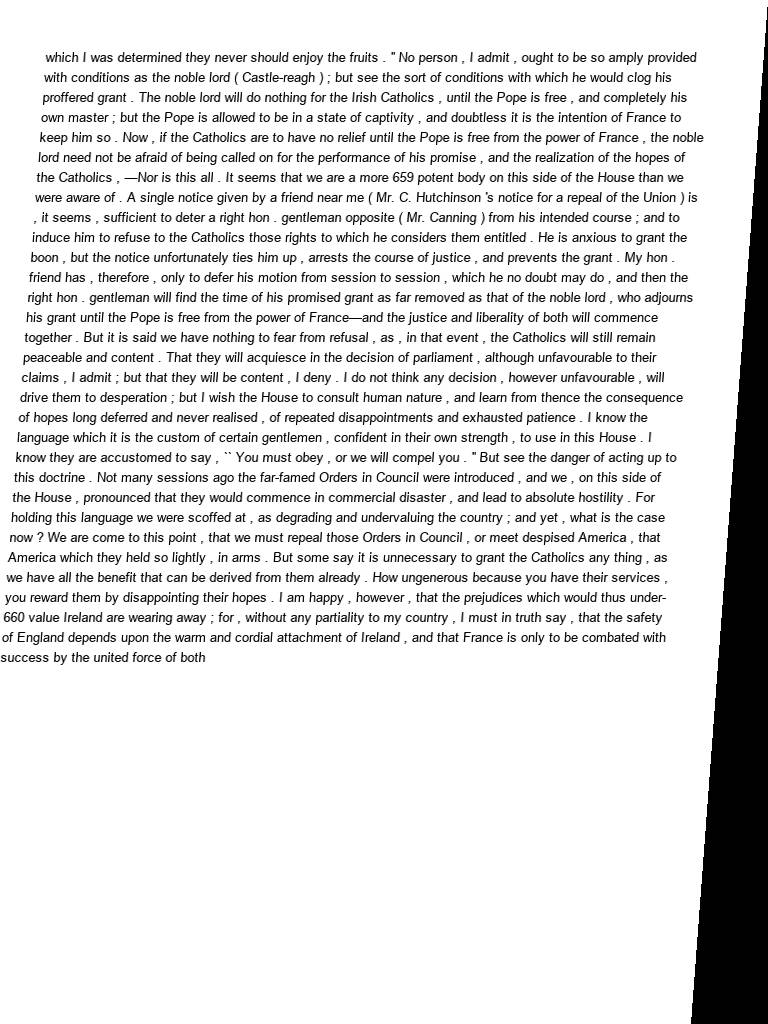 which I was determined they never should enjoy the fruits . " No person , I admit , ought to be so amply provided
with conditions as the noble lord ( Castle-reagh ) ; but see the sort of conditions with which he would clog his
proffered grant . The noble lord will do nothing for the Irish Catholics , until the Pope is free , and completely his
own master ; but the Pope is allowed to be in a state of captivity , and doubtless it is the intention of France to
keep him so . Now , if the Catholics are to have no relief until the Pope is free from the power of France , the noble
lord need not be afraid of being called on for the performance of his promise , and the realization of the hopes of
the Catholics , —Nor is this all . It seems that we are a more 659 potent body on this side of the House than we
were aware of . A single notice given by a friend near me ( Mr. C. Hutchinson 's notice for a repeal of the Union ) is
, it seems , sufficient to deter a right hon . gentleman opposite ( Mr. Canning ) from his intended course ; and to
induce him to refuse to the Catholics those rights to which he considers them entitled . He is anxious to grant the
boon , but the notice unfortunately ties him up , arrests the course of justice , and prevents the grant . My hon .
friend has , therefore , only to defer his motion from session to session , which he no doubt may do , and then the
right hon . gentleman will find the time of his promised grant as far removed as that of the noble lord , who adjourns
his grant until the Pope is free from the power of France—and the justice and liberality of both will commence
together . But it is said we have nothing to fear from refusal , as , in that event , the Catholics will still remain
peaceable and content . That they will acquiesce in the decision of parliament , although unfavourable to their
claims , I admit ; but that they will be content , I deny . I do not think any decision , however unfavourable , will
drive them to desperation ; but I wish the House to consult human nature , and learn from thence the consequence
of hopes long deferred and never realised , of repeated disappointments and exhausted patience . I know the
language which it is the custom of certain gentlemen , confident in their own strength , to use in this House . I
know they are accustomed to say , `` You must obey , or we will compel you . " But see the danger of acting up to
this doctrine . Not many sessions ago the far-famed Orders in Council were introduced , and we , on this side of
the House , pronounced that they would commence in commercial disaster , and lead to absolute hostility . For
holding this language we were scoffed at , as degrading and undervaluing the country ; and yet , what is the case
now ? We are come to this point , that we must repeal those Orders in Council , or meet despised America , that
America which they held so lightly , in arms . But some say it is unnecessary to grant the Catholics any thing , as
we have all the benefit that can be derived from them already . How ungenerous because you have their services ,
you reward them by disappointing their hopes . I am happy , however , that the prejudices which would thus under-
660 value Ireland are wearing away ; for , without any partiality to my country , I must in truth say , that the safety
of England depends upon the warm and cordial attachment of Ireland , and that France is only to be combated with
success by the united force of both